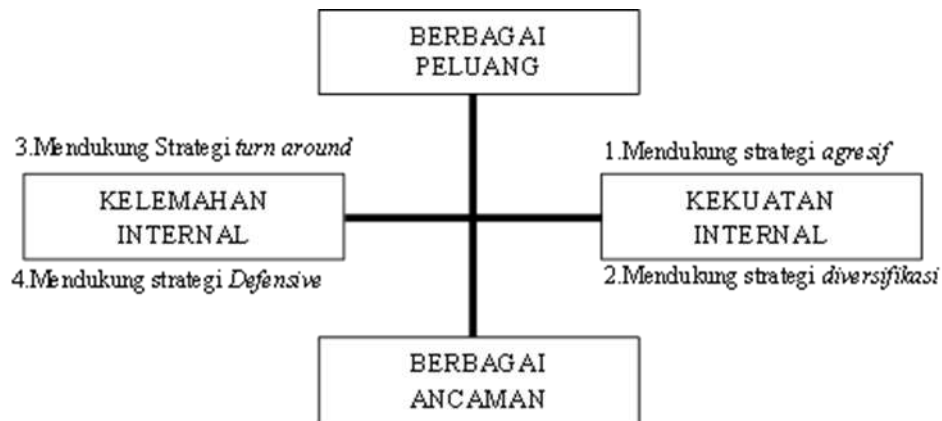 BERBAGAI
PELUANG
3.Mendukung Strategi turn around
1.Mendukung strategi agresif
KELEMAHAN
INTERNAL
KEKUATAN
INTERNAL
4.Mendukung strategi Defensive
2.Mendukung strategi diversifikasi
BERBAGAI
ANCAMAN